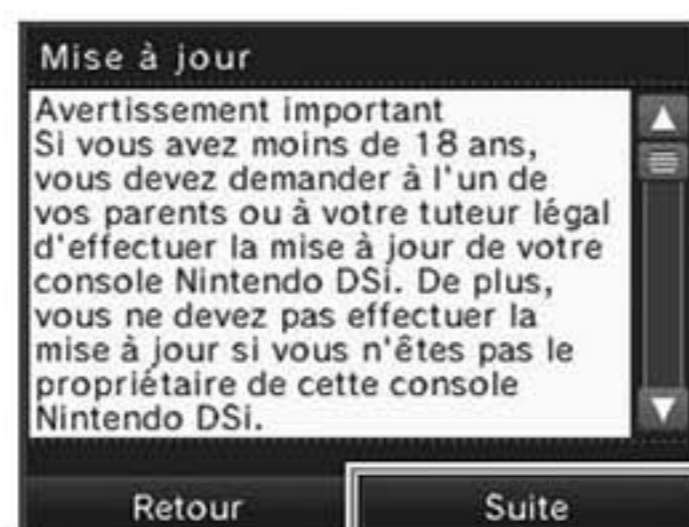 Mise à jour
Avertissement important
Si vous avez moins de 18 ans,
vous devez demander à l'un de
vos parents ou à votre tuteur légal
d'effectuer la mise à jour de votre
console Nintendo DSi. De plus,
vous ne devez pas effectuer la
mise à jour si vous n'êtes pas le
propriétaire de cette console
Nintendo DSi.
Retour
Suite